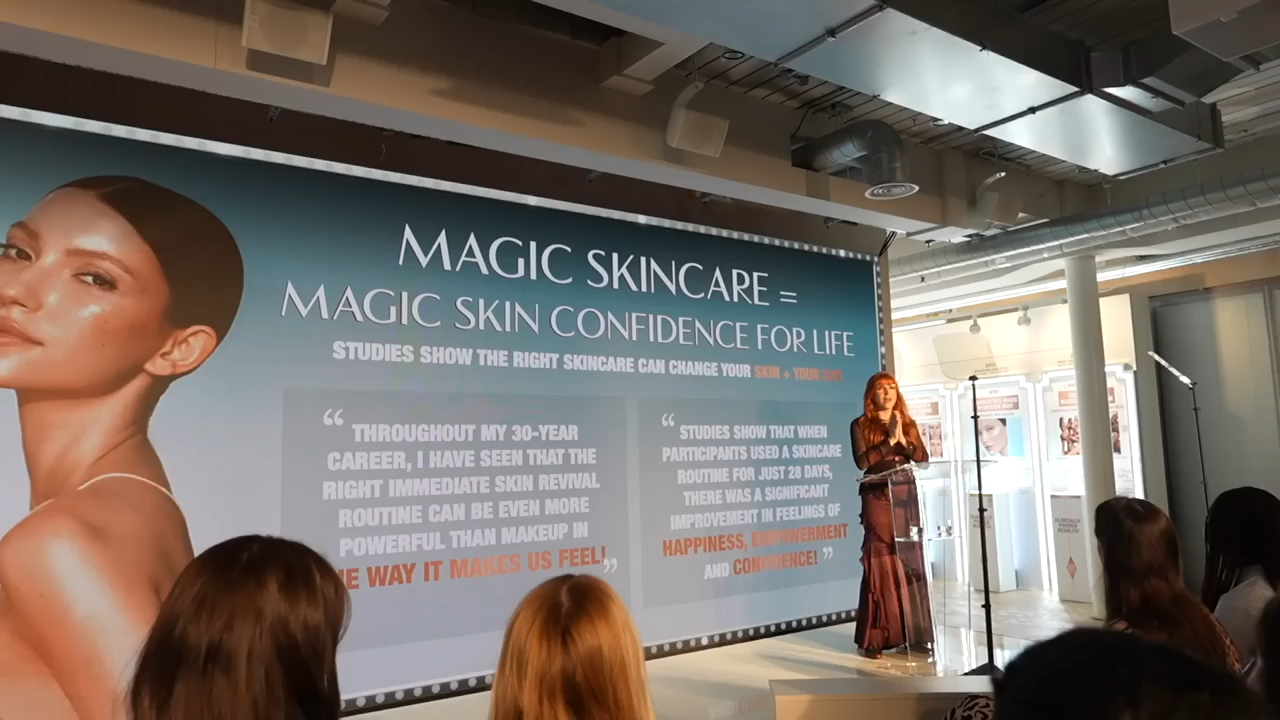 MAGIC SKINCARE =
MAGIC SKIN CONFIDENCE FOR LIFE
STUDIES SHOW THE RIGHT SKINCARE CAN CHANGE YOUR SKIN + YOUR
“ THROUGHOUT MY 30-YEAR
CAREER, I HAVE SEEN THAT THE
RIGHT IMMEDIATE SKIN REVIVAL
ROUTINE CAN BE EVEN MORE
POWERFUL THAN MAKEUP IN
WAY IT MAKES US FEEL! ”
“ STUDIES SHOW THAT WHEN
PARTICIPANTS USED A SKINCARE
ROUTINE FOR JUST 28 DAYS,
THERE WAS A SIGNIFICANT
IMPROVEMENT IN FEELINGS OF
HAPPINESS, EMPOWERMENT
AND CONFIDENCE! ”
CLINICALLY
PROVEN
RESULTS!